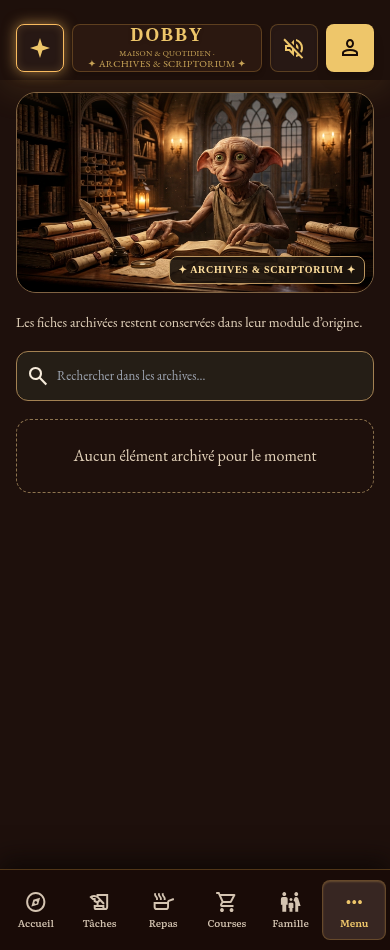 DOBBY
MAISON & QUOTIDIEN ·
✦ ARCHIVES & SCRIPTORIUM ✦
✦ ARCHIVES & SCRIPTORIUM ✦
Les fiches archivées restent conservées dans leur module d’origine.
Rechercher dans les archives...
Aucun élément archivé pour le moment
Accueil
Tâches
Repas
Courses
Famille
Menu